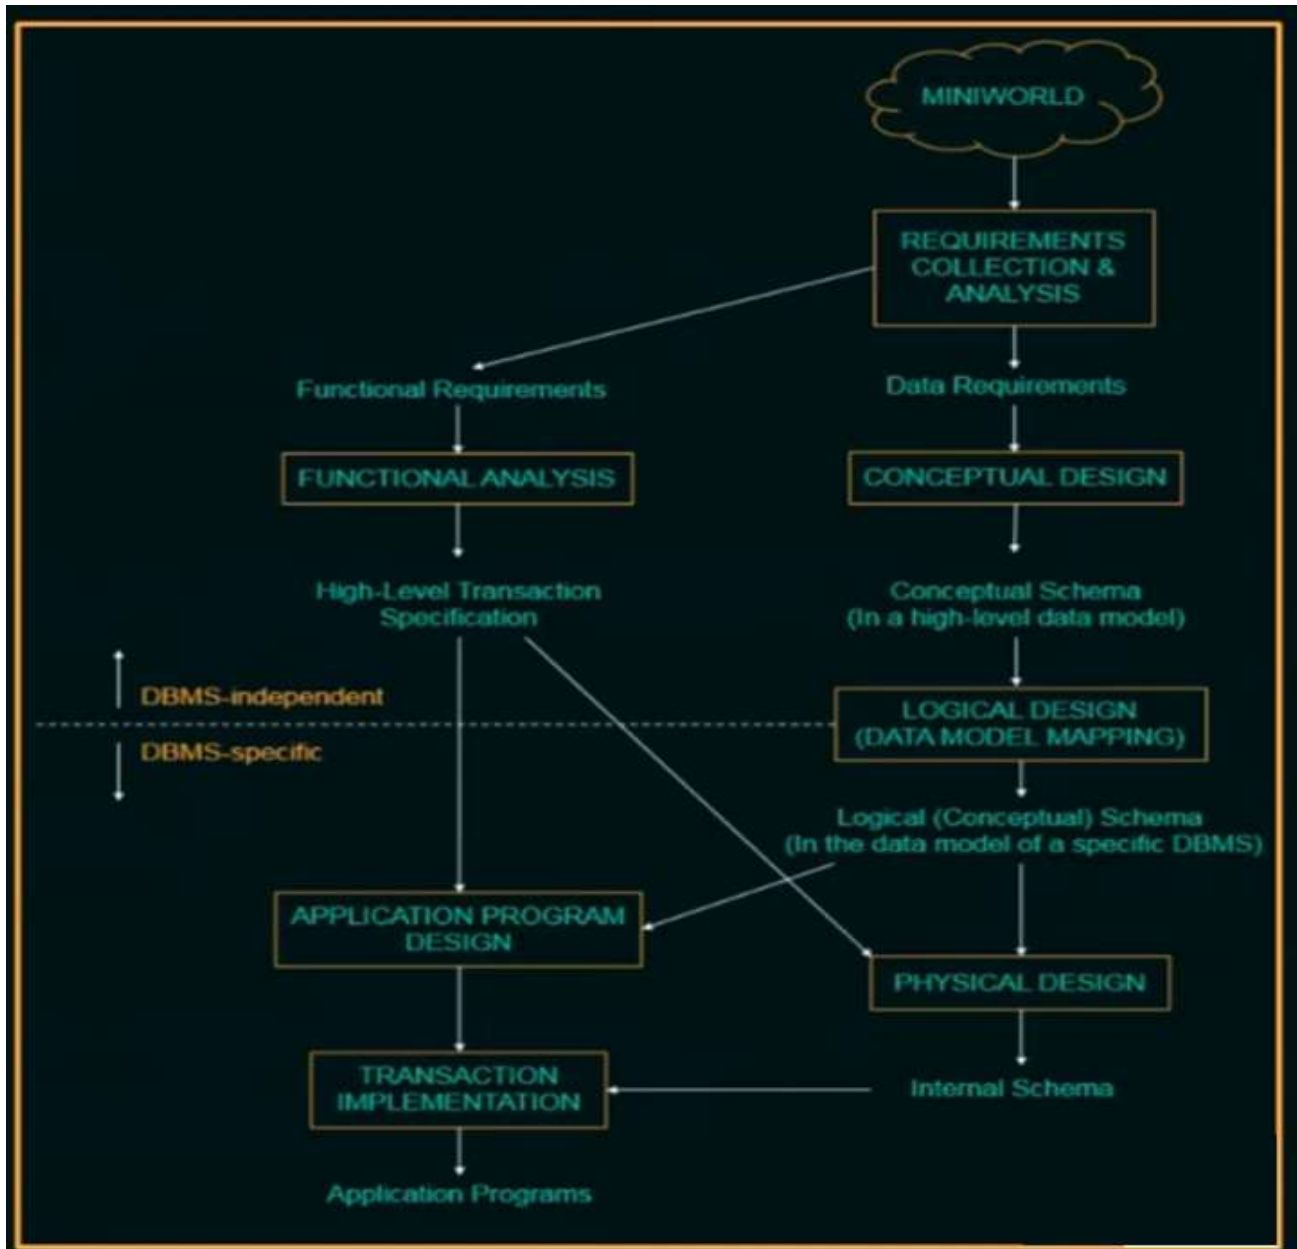 MINIWORLD
REQUIREMENTS
COLLECTION &
ANALYSIS
Functional Requirements
Data Requirements
FUNCTIONAL ANALYSIS
CONCEPTUAL DESIGN
High-Level Transaction
Specification
Conceptual Schema
(In a high-level data model)
DBMS-independent
DBMS-specific
LOGICAL DESIGN
(DATA MODEL MAPPING)
Logical (Conceptual) Schema
(In the data model of a specific DBMS)
APPLICATION PROGRAM
DESIGN
PHYSICAL DESIGN
TRANSACTION
IMPLEMENTATION
Internal Schema
Application Programs